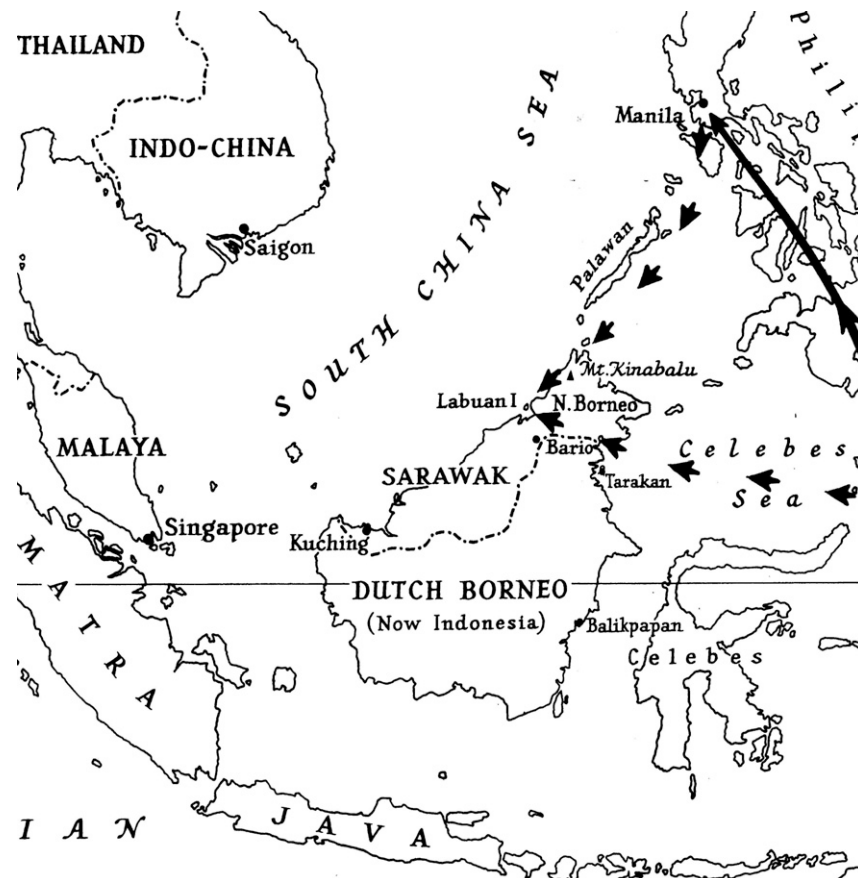 THAILAND
Phili
INDO-CHINA
Manila
Saigon
SOUTH CHINA SEA
Palawan
Mt. Kinabalu
Labuan I
N. Borneo
MALAYA
Bario
Celebes
SARAWAK
Tarakan
Sea
Singapore
Kuching
MATRA
DUTCH BORNEO
(Now Indonesia)
Balikpapan
Celebes
JAVA
IAN